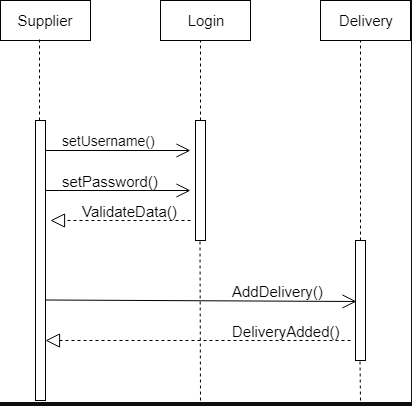 Supplier
Login
Delivery
setUsername()
setPassword()
ValidateData()
AddDelivery()
DeliveryAdded()